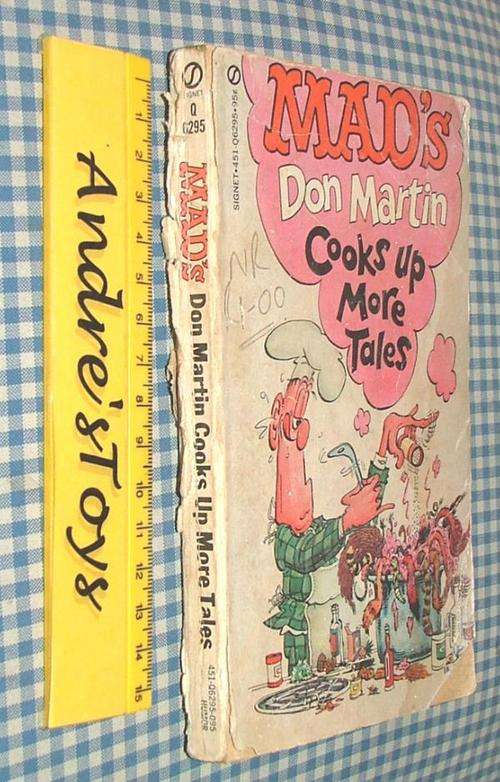 Andre'sToys
1 2 3 4 5 6 7 8 9 10 11 12 13 14 15
SIGNET
Q
MAD'S Don Martin Cooks Up More Tales
451-Q6295-095
HUMOR
SIGNET•451-Q6295•95¢
MAD's
Don Martin
Cooks up
More
Tales
NR
1-00